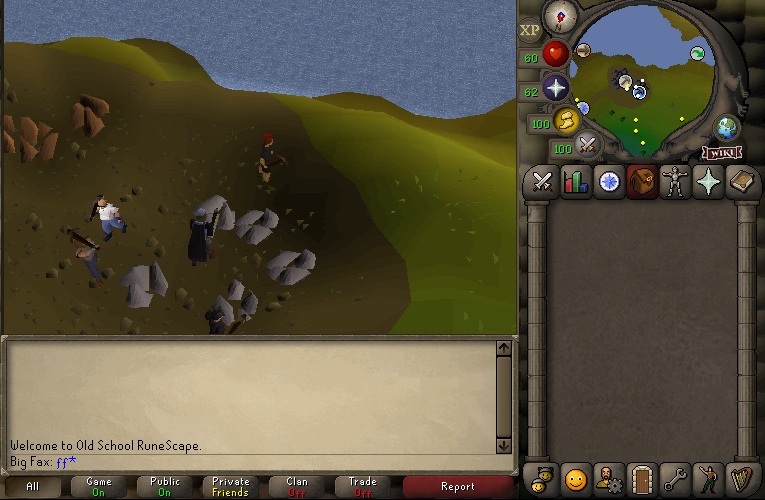 XP
60
62
100
100
WIKI
Welcome to Old School RuneScape.
Big Fax: ff*
All
Game
On
Public
On
Private
Friends
Clan
Off
Trade
Off
Report